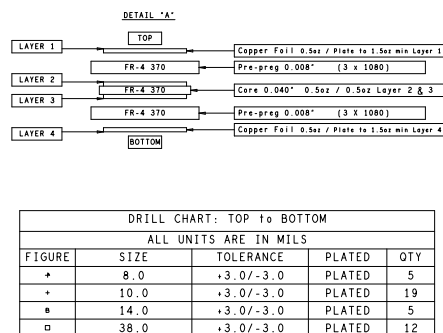 DETAIL "A"
TOP
LAYER 1
Copper Foil 0.5oz / Plate to 1.5oz min Layer 1
FR-4 370
Pre-preg 0.008" (3 x 1080)
LAYER 2
FR-4 370
Core 0.040" 0.5oz / 0.5oz Layer 2 & 3
LAYER 3
FR-4 370
Pre-preg 0.008" (3 X 1080)
LAYER 4
Copper Foil 0.5oz / Plate to 1.5oz min Layer 4
BOTTOM
DRILL CHART: TOP to BOTTOM
ALL UNITS ARE IN MILS
FIGURE SIZE TOLERANCE PLATED QTY
8.0 +3.0/-3.0 PLATED 5
+ 10.0 +3.0/-3.0 PLATED 19
B 14.0 +3.0/-3.0 PLATED 5
38.0 +3.0/-3.0 PLATED 12